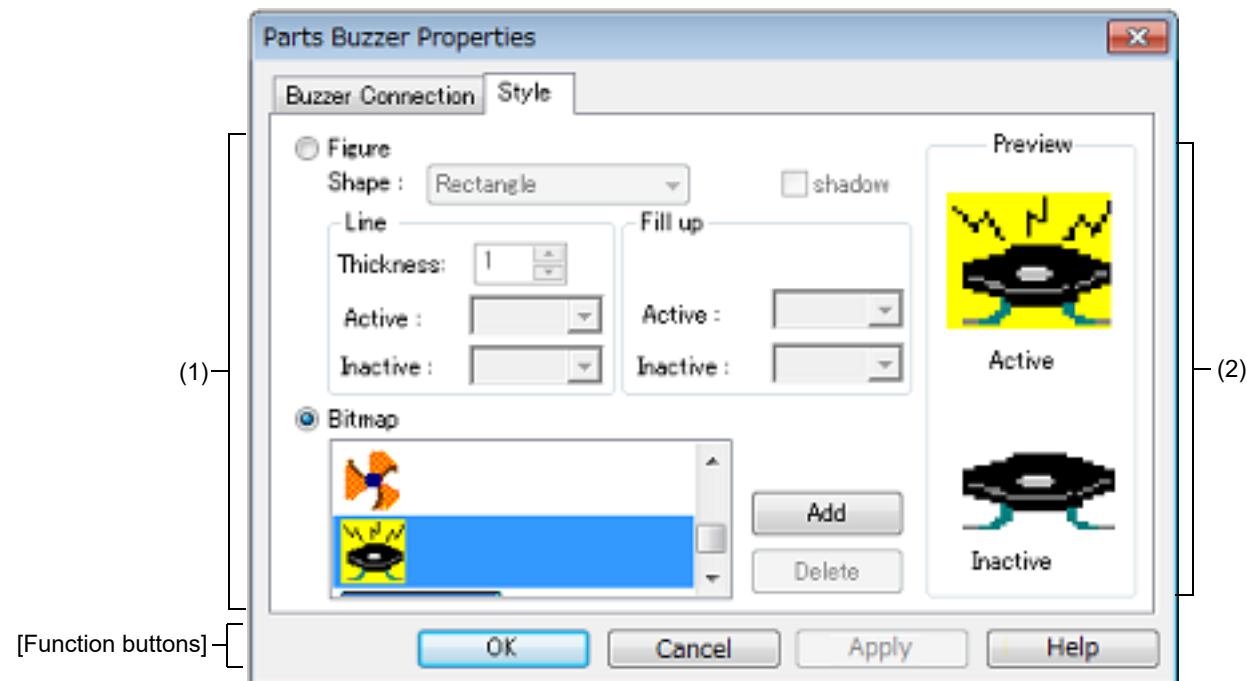 Parts Buzzer Properties
Buzzer Connection Style
Figure
Shape : Rectangle shadow
Line
Thickness: 1
Active :
Inactive :
Fill up
Active :
Inactive :
Bitmap
Add
Delete
Preview
Active
Inactive
(1)
(2)
[Function buttons]
OK Cancel Apply Help